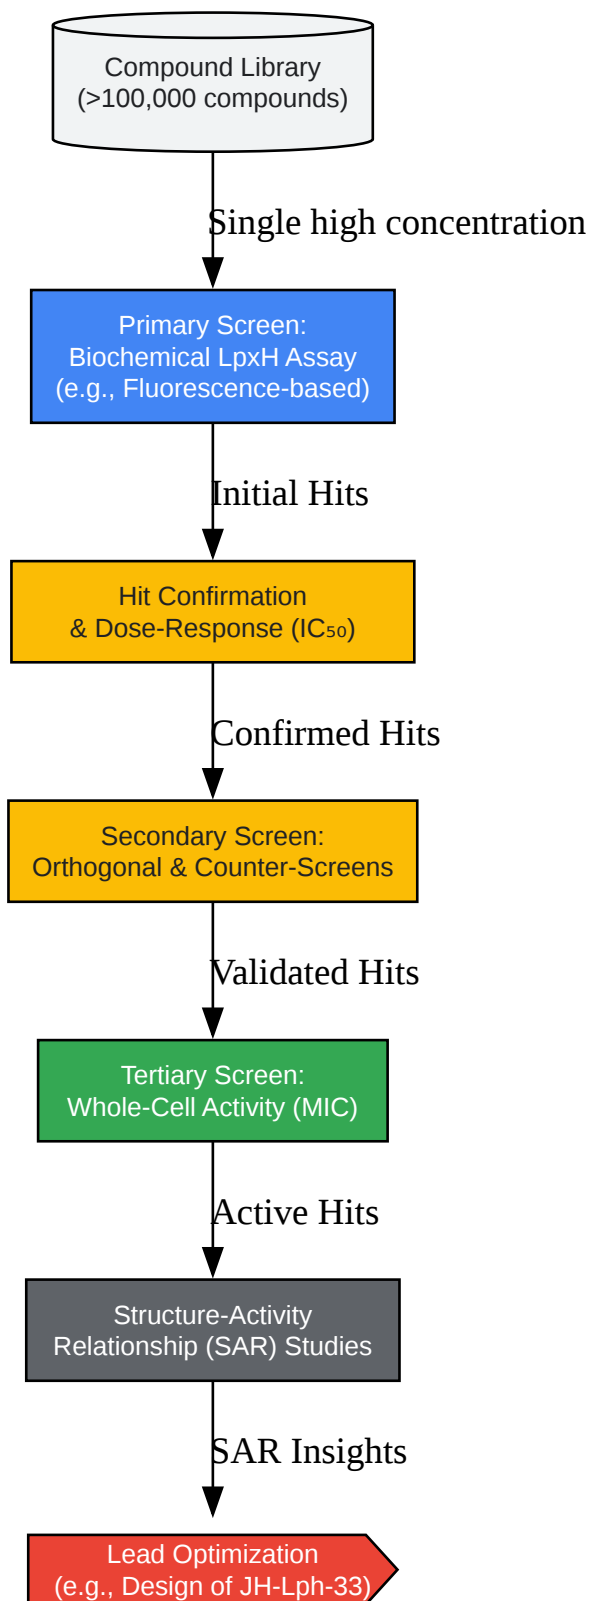 Compound Library
(>100,000 compounds)
Single high concentration
Primary Screen:
Biochemical LpxH Assay
(e.g., Fluorescence-based)
Initial Hits
Hit Confirmation
& Dose-Response (IC₅₀)
Confirmed Hits
Secondary Screen:
Orthogonal & Counter-Screens
Validated Hits
Tertiary Screen:
Whole-Cell Activity (MIC)
Active Hits
Structure-Activity
Relationship (SAR) Studies
SAR Insights
Lead Optimization
(e.g., Design of JH-Lph-33)